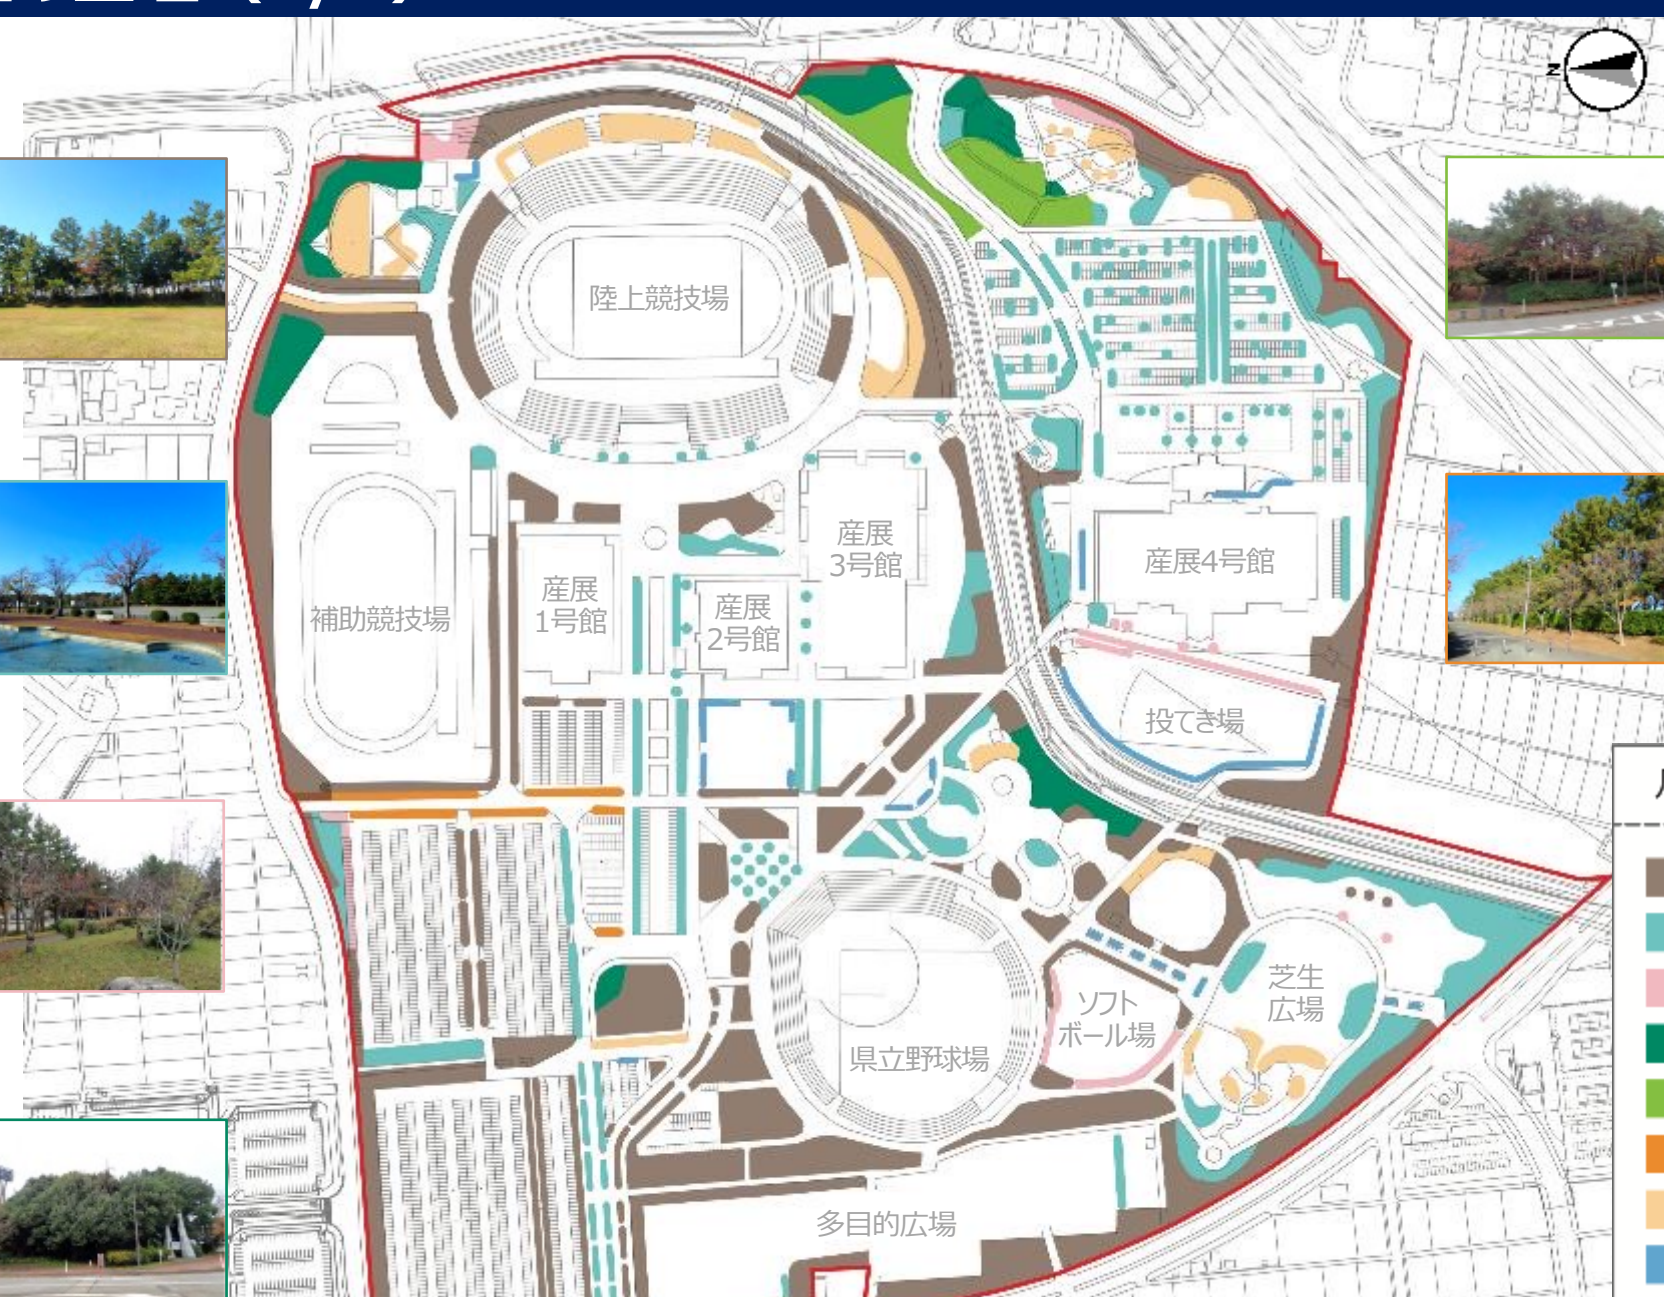 N
陸上競技場
産展
3号館
産展4号館
産展
1号館
産展
2号館
補助競技場
投てき場
芝生
広場
ソフト
ボール場
県立野球場
多目的広場